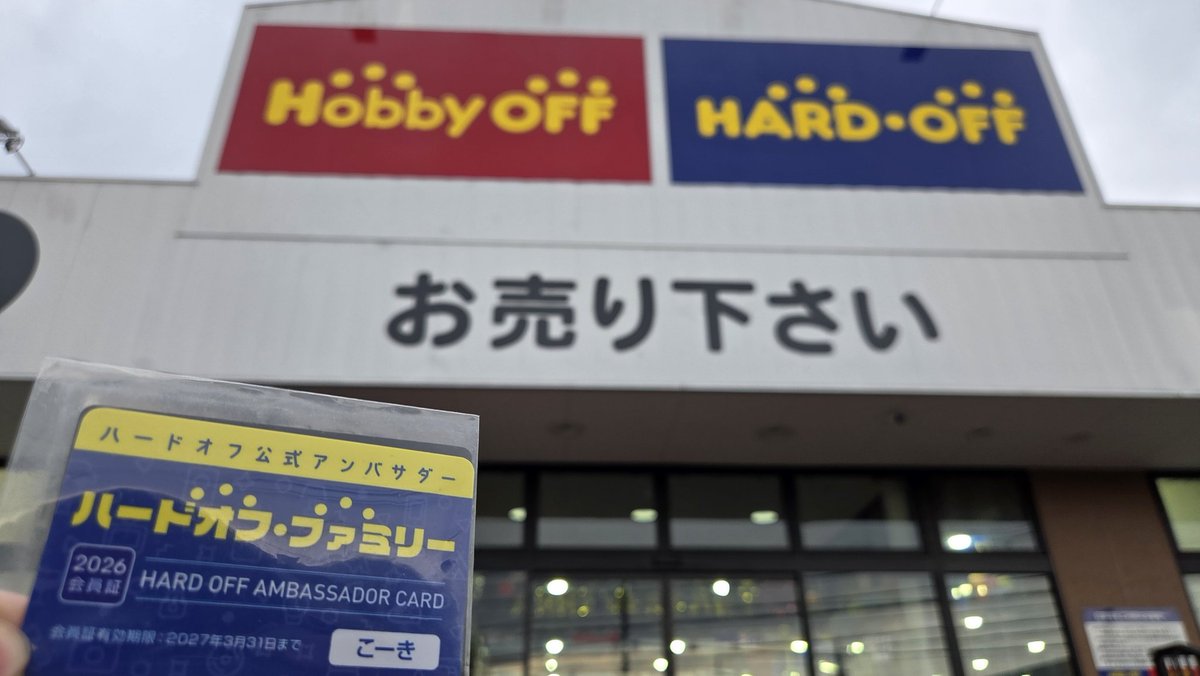 Hobby OFF
HARD・OFF
お売り下さい
ハードオフ公式アンバサダー
ハードオフ・ファミリー
2026
会員証
HARD OFF AMBASSADOR CARD
会員証有効期限：2027年3月31日まで
こーき